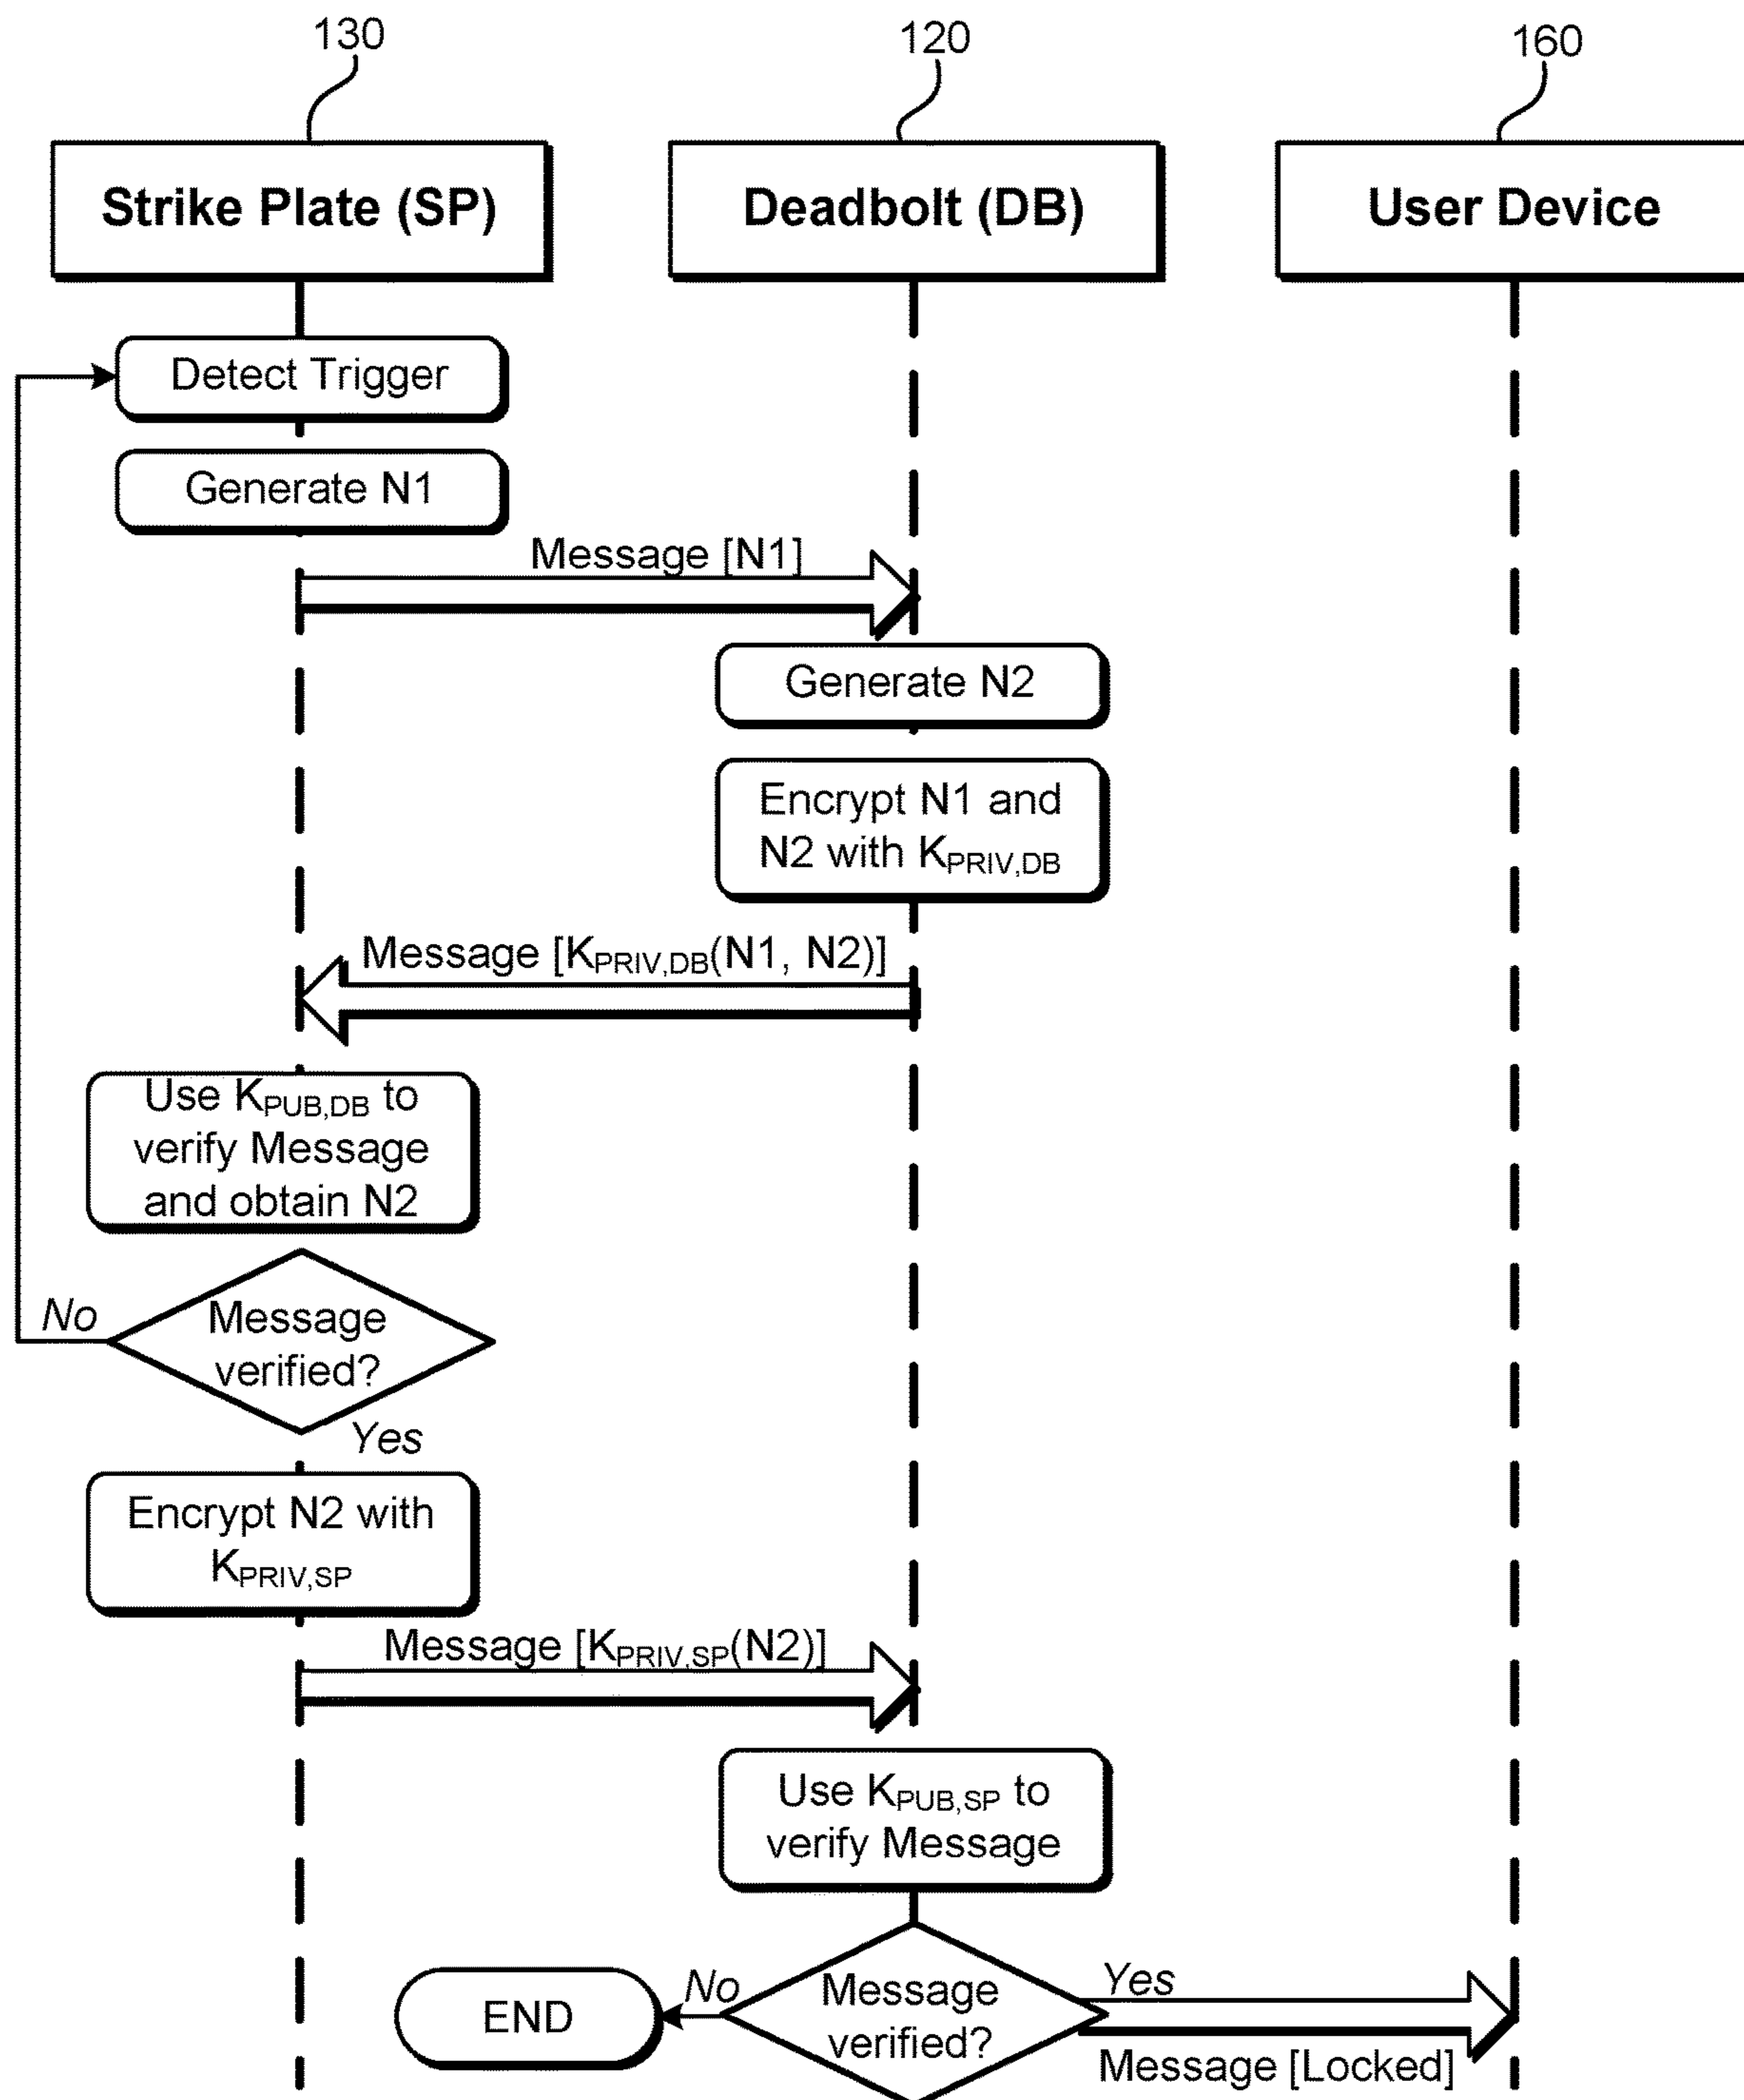 130
120
160
Strike Plate (SP)
Deadbolt (DB)
User Device
Detect Trigger
Generate N1
Message [N1]
Generate N2
Encrypt N1 and
N2 with KPRIV,DB
Message [KPRIV,DB(N1, N2)]
Use KPUB,DB to
verify Message
and obtain N2
No
Message
verified?
Yes
Encrypt N2 with
KPRIV,SP
Message [KPRIV,SP(N2)]
Use KPUB,SP to
verify Message
END
No
Message
verified?
Yes
Message [Locked]